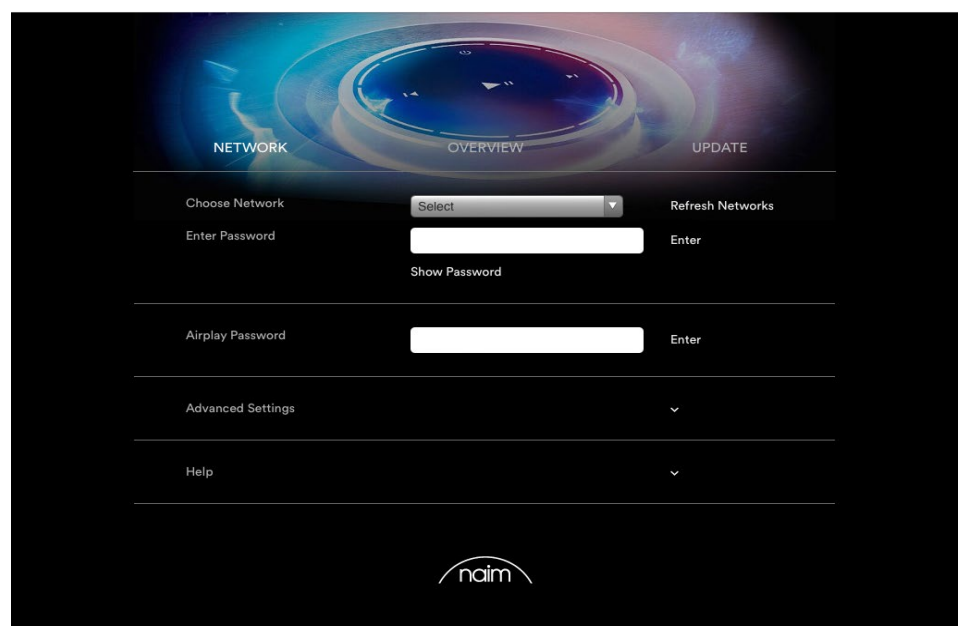 NETWORK OVERVIEW UPDATE
Choose Network Select Refresh Networks
Enter Password Enter
Show Password
Airplay Password Enter
Advanced Settings
Help
naim